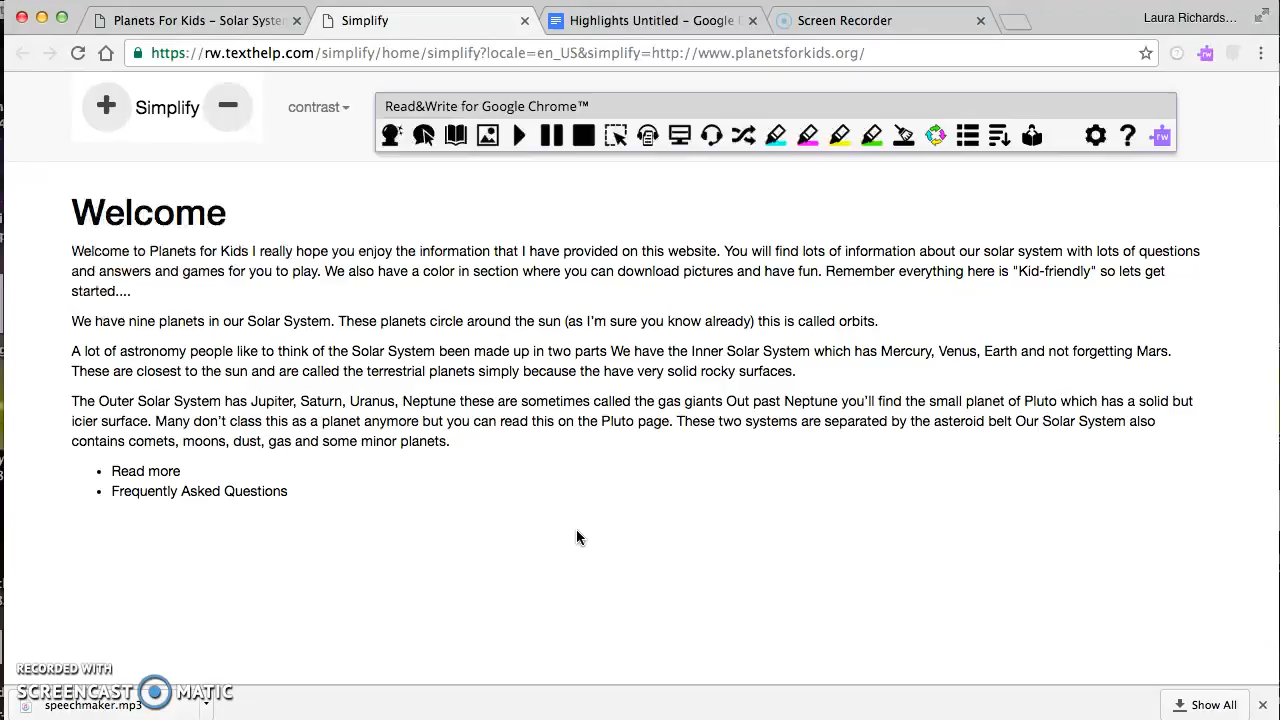 Planets For Kids – Solar Syste
Simplify
Highlights Untitled – Google
Screen Recorder
Laura Richards...
https://rw.texthelp.com/simplify/home/simplify?locale=en_US&simplify=http://www.planetsforkids.org/
Simplify
contrast
Read&Write for Google Chrome™
rw
Welcome
Welcome to Planets for Kids I really hope you enjoy the information that I have provided on this website. You will find lots of information about our solar system with lots of questions
and answers and games for you to play. We also have a color in section where you can download pictures and have fun. Remember everything here is "Kid-friendly" so lets get
started....
We have nine planets in our Solar System. These planets circle around the sun (as I'm sure you know already) this is called orbits.
A lot of astronomy people like to think of the Solar System been made up in two parts We have the Inner Solar System which has Mercury, Venus, Earth and not forgetting Mars.
These are closest to the sun and are called the terrestrial planets simply because the have very solid rocky surfaces.
The Outer Solar System has Jupiter, Saturn, Uranus, Neptune these are sometimes called the gas giants Out past Neptune you'll find the small planet of Pluto which has a solid but
icier surface. Many don't class this as a planet anymore but you can read this on the Pluto page. These two systems are separated by the asteroid belt Our Solar System also
contains comets, moons, dust, gas and some minor planets.
• Read more
• Frequently Asked Questions
RECORDED WITH
SCREENCAST MATIC
speechmaker.mp3
Show All